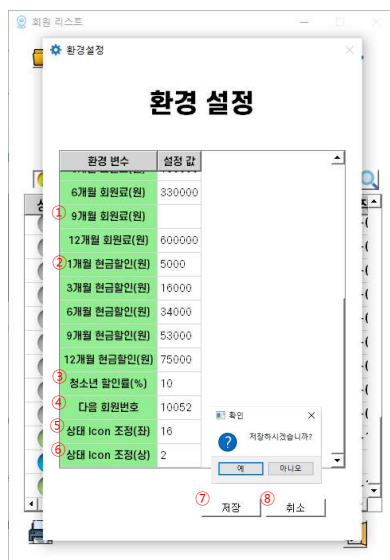 회원 리스트
환경설정
환경 설정
환경 변수 설정 값
6개월 회원료(원) 330000
① 9개월 회원료(원)
12개월 회원료(원) 600000
② 1개월 현금할인(원) 5000
3개월 현금할인(원) 16000
6개월 현금할인(원) 34000
9개월 현금할인(원) 53000
12개월 현금할인(원) 75000
③ 청소년 할인률(%) 10
④ 다음 회원번호 10052
⑤ 상태 Icon 조정(좌) 16
⑥ 상태 Icon 조정(상) 2
확인
저장하시겠습니까?
예 아니오
⑦ 저장 ⑧ 취소